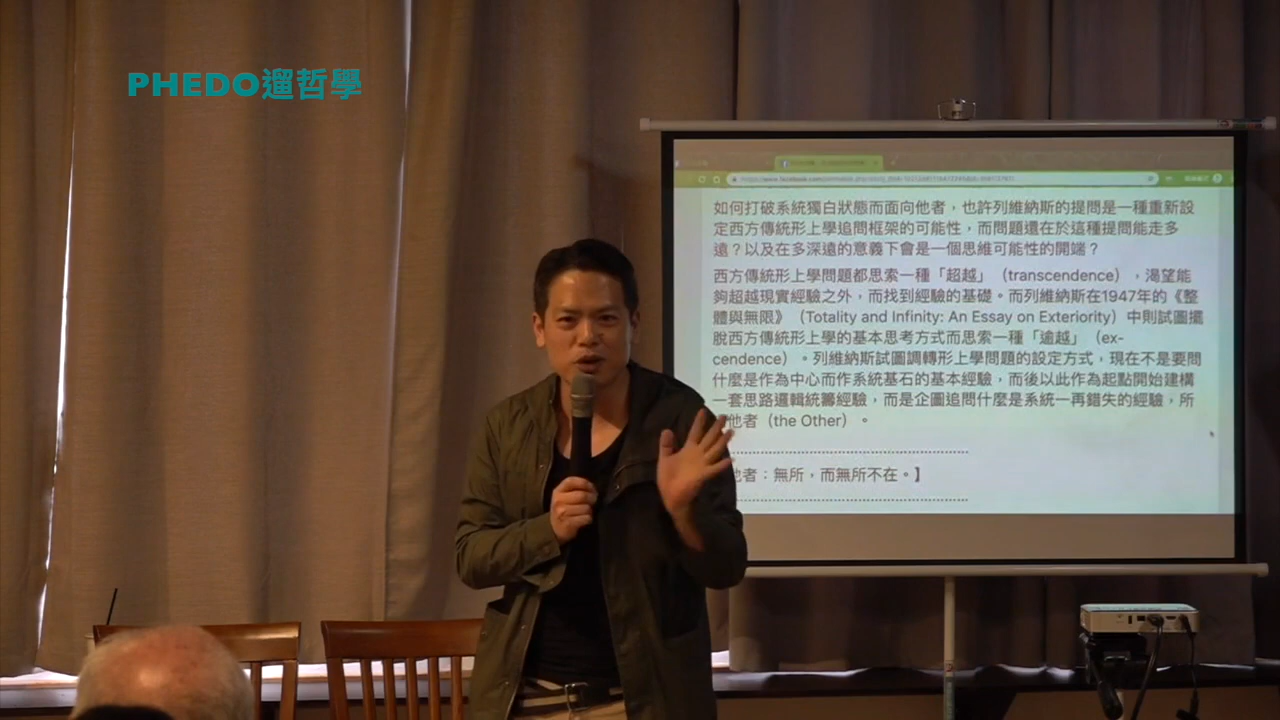 PHEDO遛哲學
如何打破系統獨白狀態而面向他者，也許列維納斯的提問是一種重新設
定西方傳統形上學追問框架的可能性，而問題還在於這種提問能走多
遠？以及在多深遠的意義下會是一個思維可能性的開端？
西方傳統形上學問題都思索一種「超越」（transcendence），渴望能
夠超越現實經驗之外，而找到經驗的基礎。而列維納斯在1947年的《整
體與無限》（Totality and Infinity: An Essay on Exteriority）中則試圖擺
脫西方傳統形上學的基本思考方式而思索一種「逾越」（ex-
cendence）。列維納斯試圖調轉形上學問題的設定方式，現在不是要問
什麼是作為中心而作系統基石的基本經驗，而後以此作為起點開始建構
一套思路邏輯統籌經驗，而是企圖追問什麼是系統一再錯失的經驗，所
他者（the Other）。
他者：無所，而無所不在。】